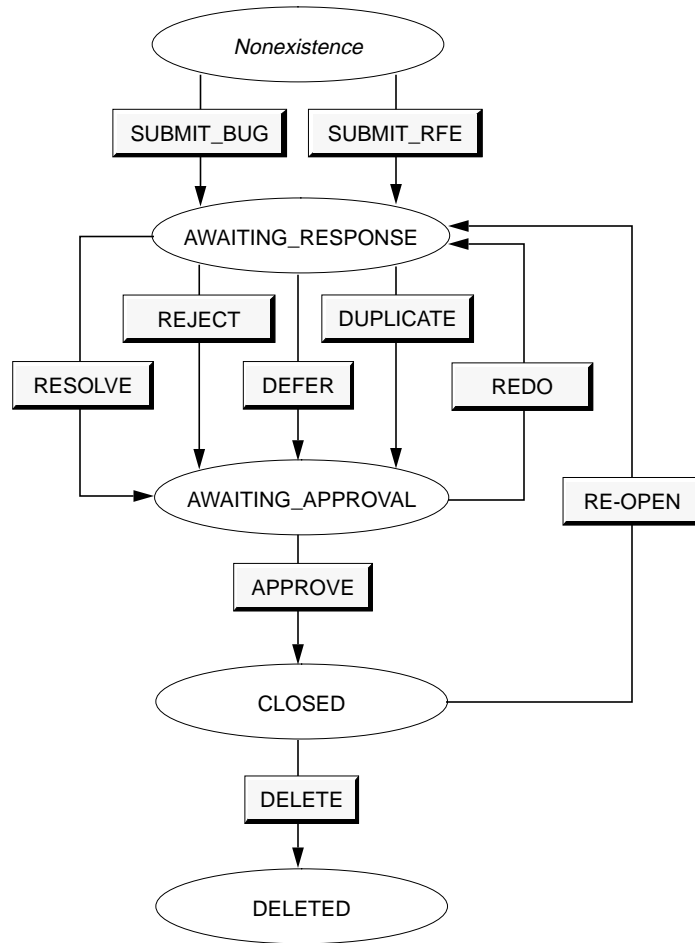 Nonexistence
SUBMIT_BUG
SUBMIT_RFE
AWAITING_RESPONSE
REJECT
DUPLICATE
RESOLVE
DEFER
REDO
AWAITING_APPROVAL
RE-OPEN
APPROVE
CLOSED
DELETE
DELETED